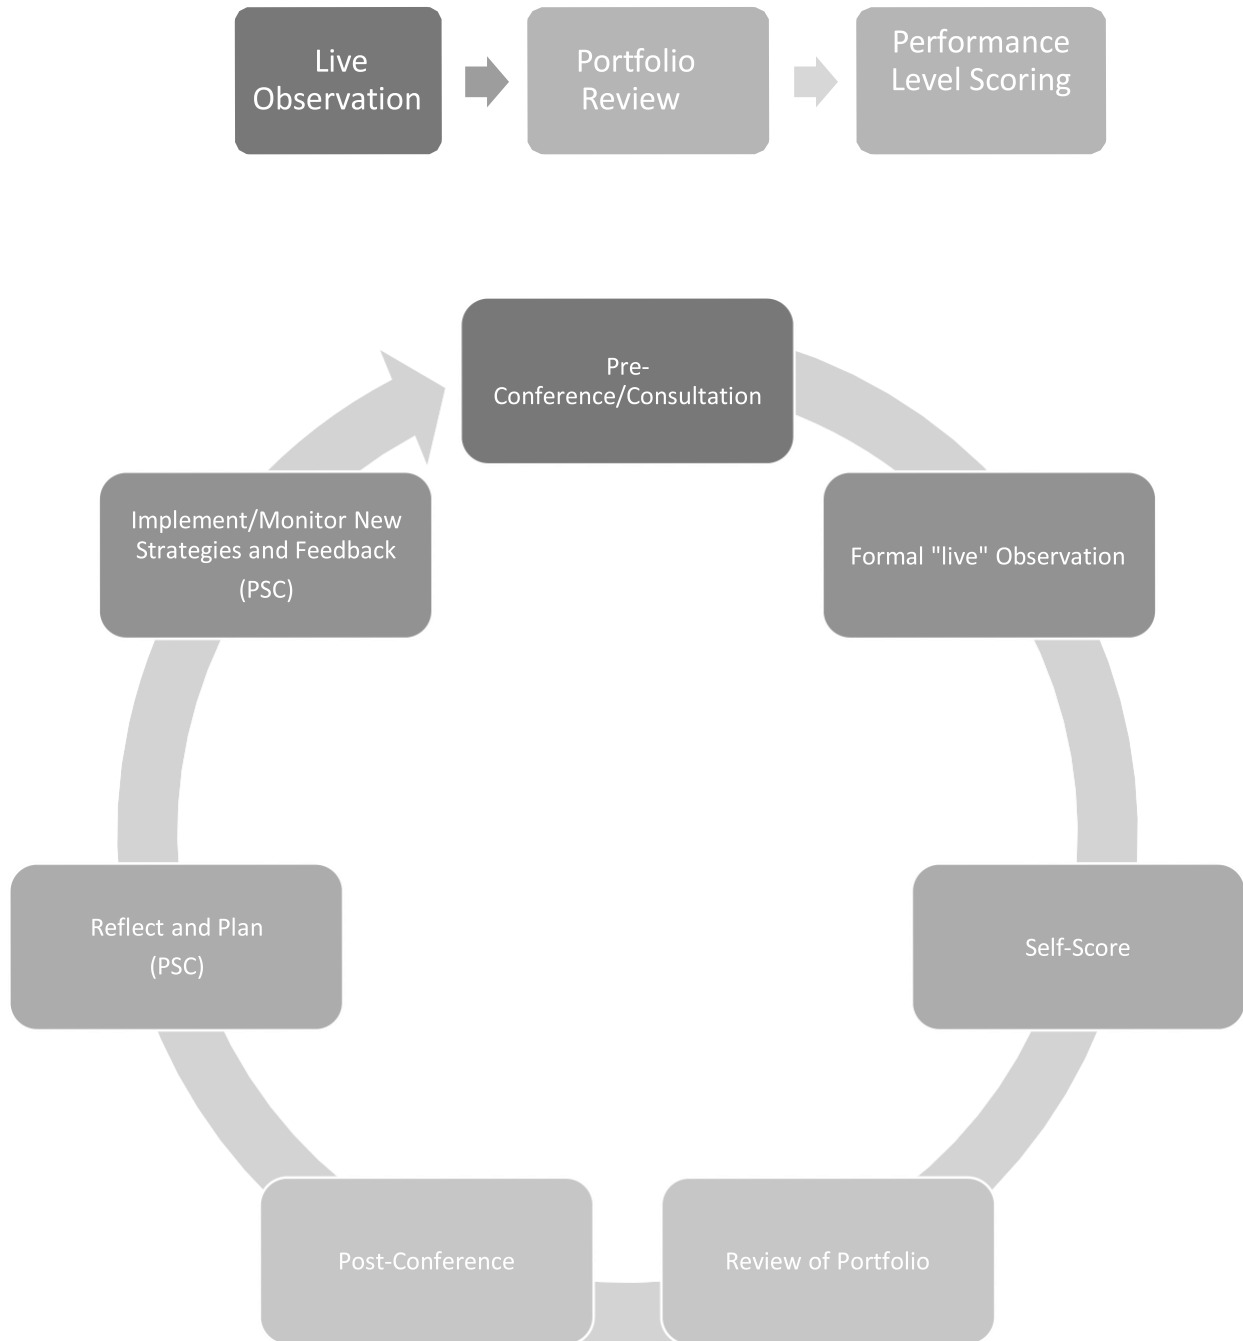 Live
Observation
Portfolio
Review
Performance
Level Scoring
Pre-
Conference/Consultation
Formal "live" Observation
Self-Score
Review of Portfolio
Post-Conference
Reflect and Plan
(PSC)
Implement/Monitor New
Strategies and Feedback
(PSC)